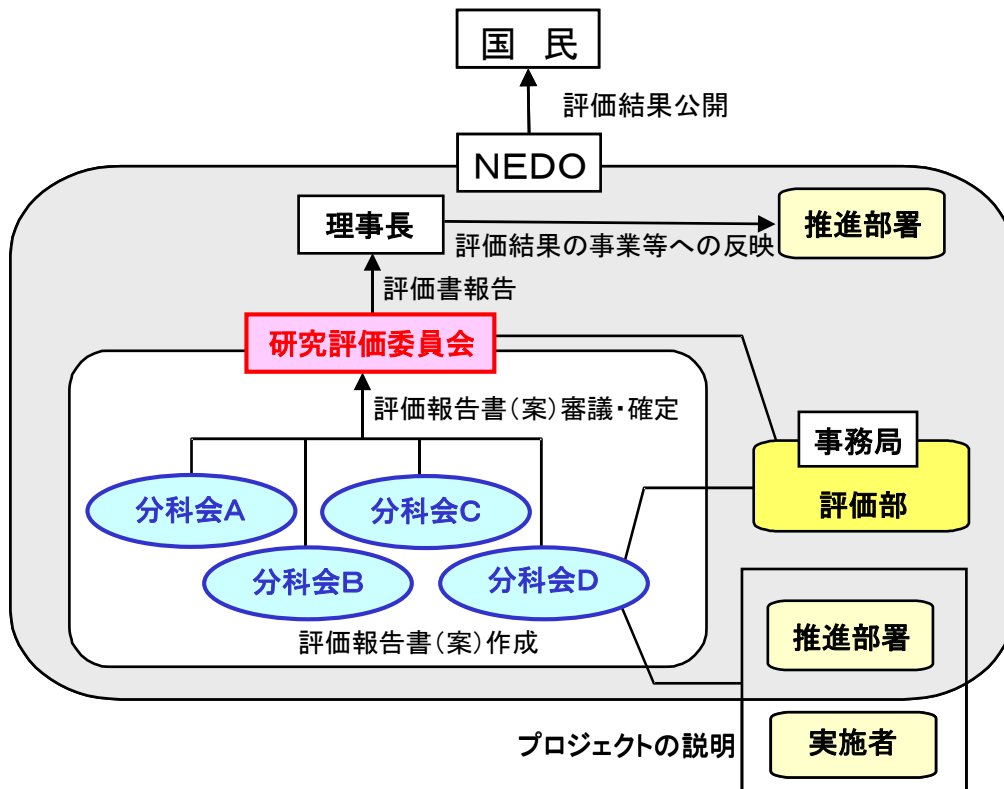 国 民
評価結果公開
NEDO
理事長
推進部署
評価結果の事業等への反映
評価書報告
研究評価委員会
評価報告書(案)審議・確定
事務局
評価部
分科会A
分科会C
分科会B
分科会D
評価報告書(案)作成
推進部署
プロジェクトの説明
実施者